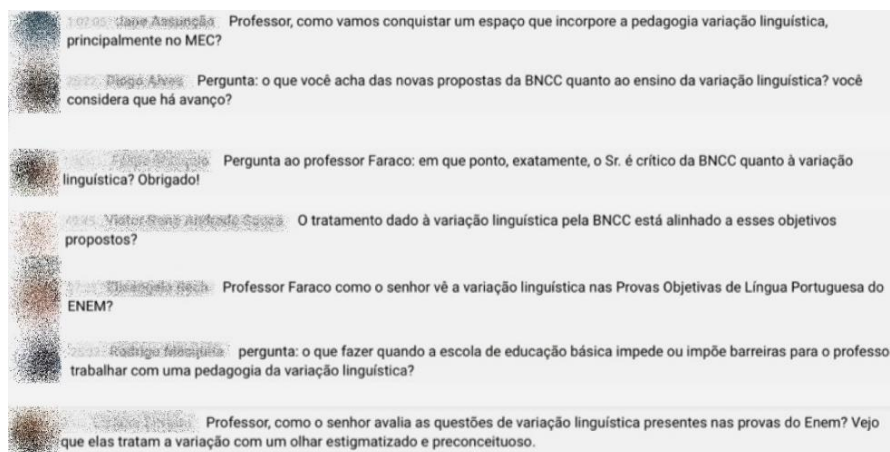 Professor, como vamos conquistar um espaço que incorpore a pedagogia variação linguística,
principalmente no MEC?
Pergunta: o que você acha das novas propostas da BNCC quanto ao ensino da variação linguística? você
considera que há avanço?
Pergunta ao professor Faraco: em que ponto, exatamente, o Sr. é crítico da BNCC quanto à variação
linguística? Obrigado!
O tratamento dado à variação linguística pela BNCC está alinhado a esses objetivos
propostos?
Professor Faraco como o senhor vê a variação linguística nas Provas Objetivas de Língua Portuguesa do
ENEM?
pergunta: o que fazer quando a escola de educação básica impede ou impõe barreiras para o professo
trabalhar com uma pedagogia da variação linguística?
Professor, como o senhor avalia as questões de variação linguística presentes nas provas do Enem? Vejo
que elas tratam a variação com um olhar estigmatizado e preconceituoso.